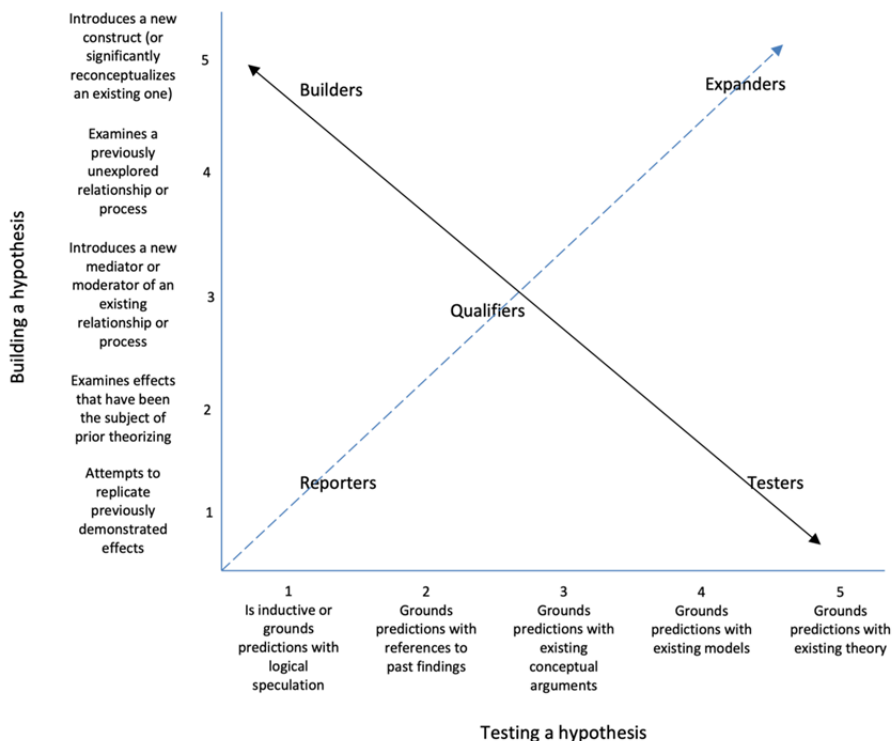 Introduces a new
construct (or
significantly
reconceptualizes
an existing one)
5
Builders
Expanders
Examines a
previously
unexplored
relationship or
process
4
Building a hypothesis
Introduces a new
mediator or
moderator of an
existing
relationship or
process
3
Qualifiers
Examines effects
that have been
the subject of
prior theorizing
2
Attempts to
replicate
previously
demonstrated
effects
1
Reporters
Testers
1
Is inductive or
grounds
predictions with
logical
speculation
2
Grounds
predictions with
references to
past findings
3
Grounds
predictions with
existing
conceptual
arguments
4
Grounds
predictions with
existing models
5
Grounds
predictions with
existing theory
Testing a hypothesis